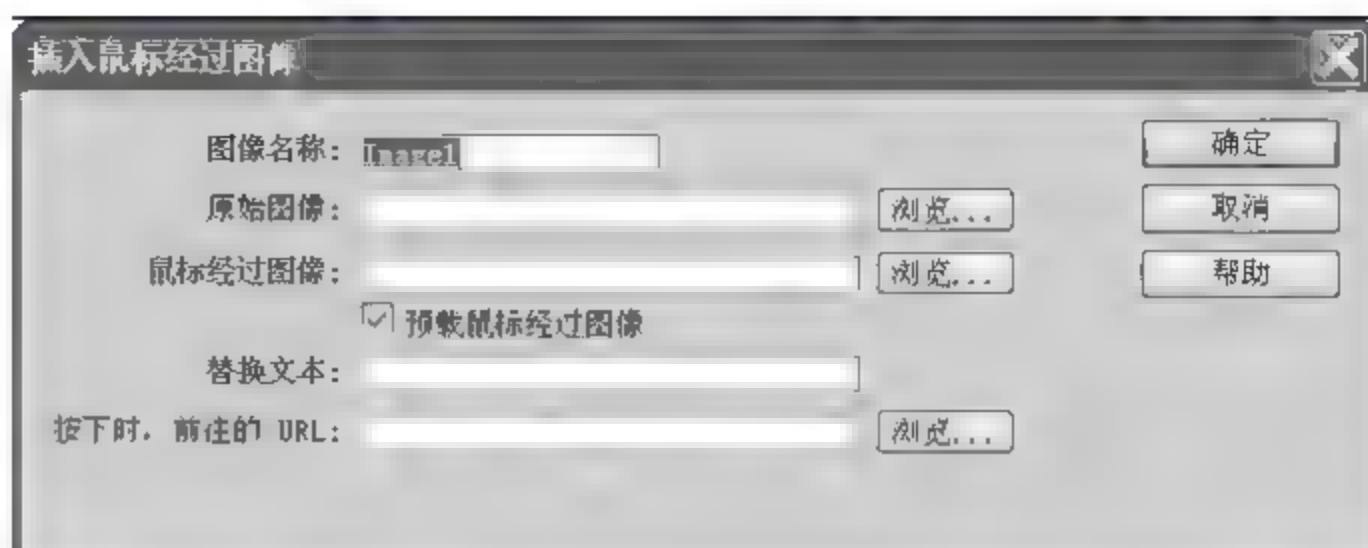 插入鼠标经过图像
图像名称: Image1
确定
原始图像:
浏览...
取消
鼠标经过图像:
浏览...
帮助
预载鼠标经过图像
替换文本:
按下时，前往的 URL:
浏览...